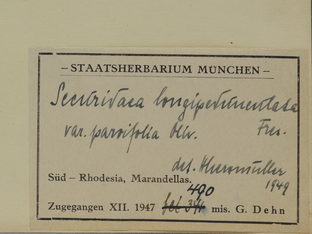 – STAATSHERBARIUM MÜNCHEN –
Securidaca longipedunculata
var. parvifolia Oliv. Fres.
det. Merxmüller
Süd – Rhodesia, Marandellas. 1949
490
Zugegangen XII. 1947 mis. G. Dehn